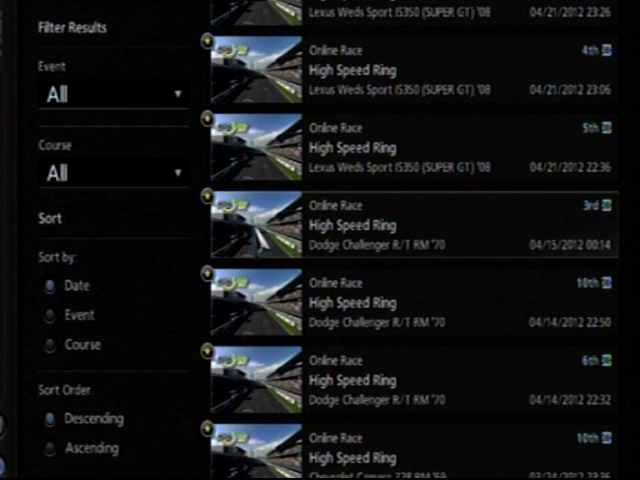 Filter Results
Event
All
Course
All
Sort
Sort by:
Date
Event
Course
Sort Order:
Descending
Ascending
Lexus Weds Sport IS350 (SUPER GT) '08 04/21/2012 23:26
Online Race 4th
High Speed Ring
Lexus Weds Sport IS350 (SUPER GT) '08 04/21/2012 23:06
Online Race 5th
High Speed Ring
Lexus Weds Sport IS350 (SUPER GT) '08 04/21/2012 22:36
Online Race 3rd
High Speed Ring
Dodge Challenger R/T RM '70 04/15/2012 00:14
Online Race 10th
High Speed Ring
Dodge Challenger R/T RM '70 04/14/2012 22:50
Online Race 6th
High Speed Ring
Dodge Challenger R/T RM '70 04/14/2012 22:32
Online Race 10th
High Speed Ring
Chevrolet Camaro Z28 RM '69